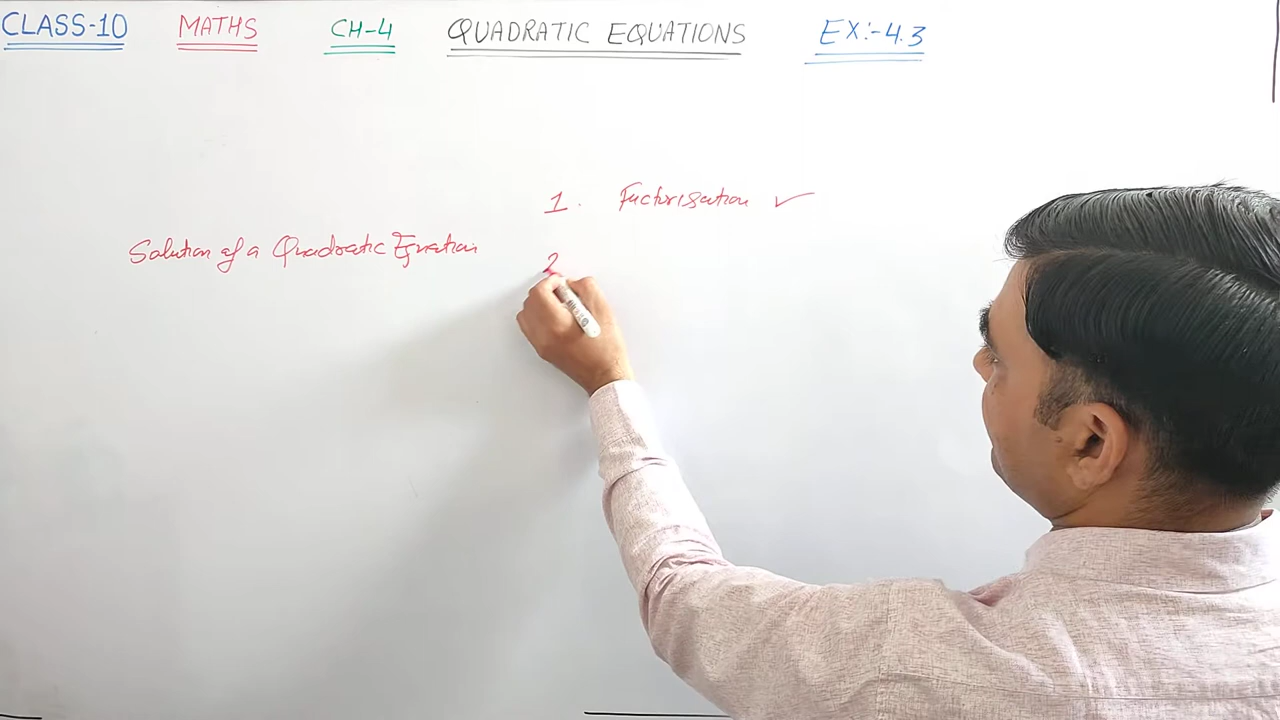 CLASS-10 MATHS CH-4 QUADRATIC EQUATIONS EX:-4.3
1. Factorisation ✓
Solution of a Quadratic Equation
2